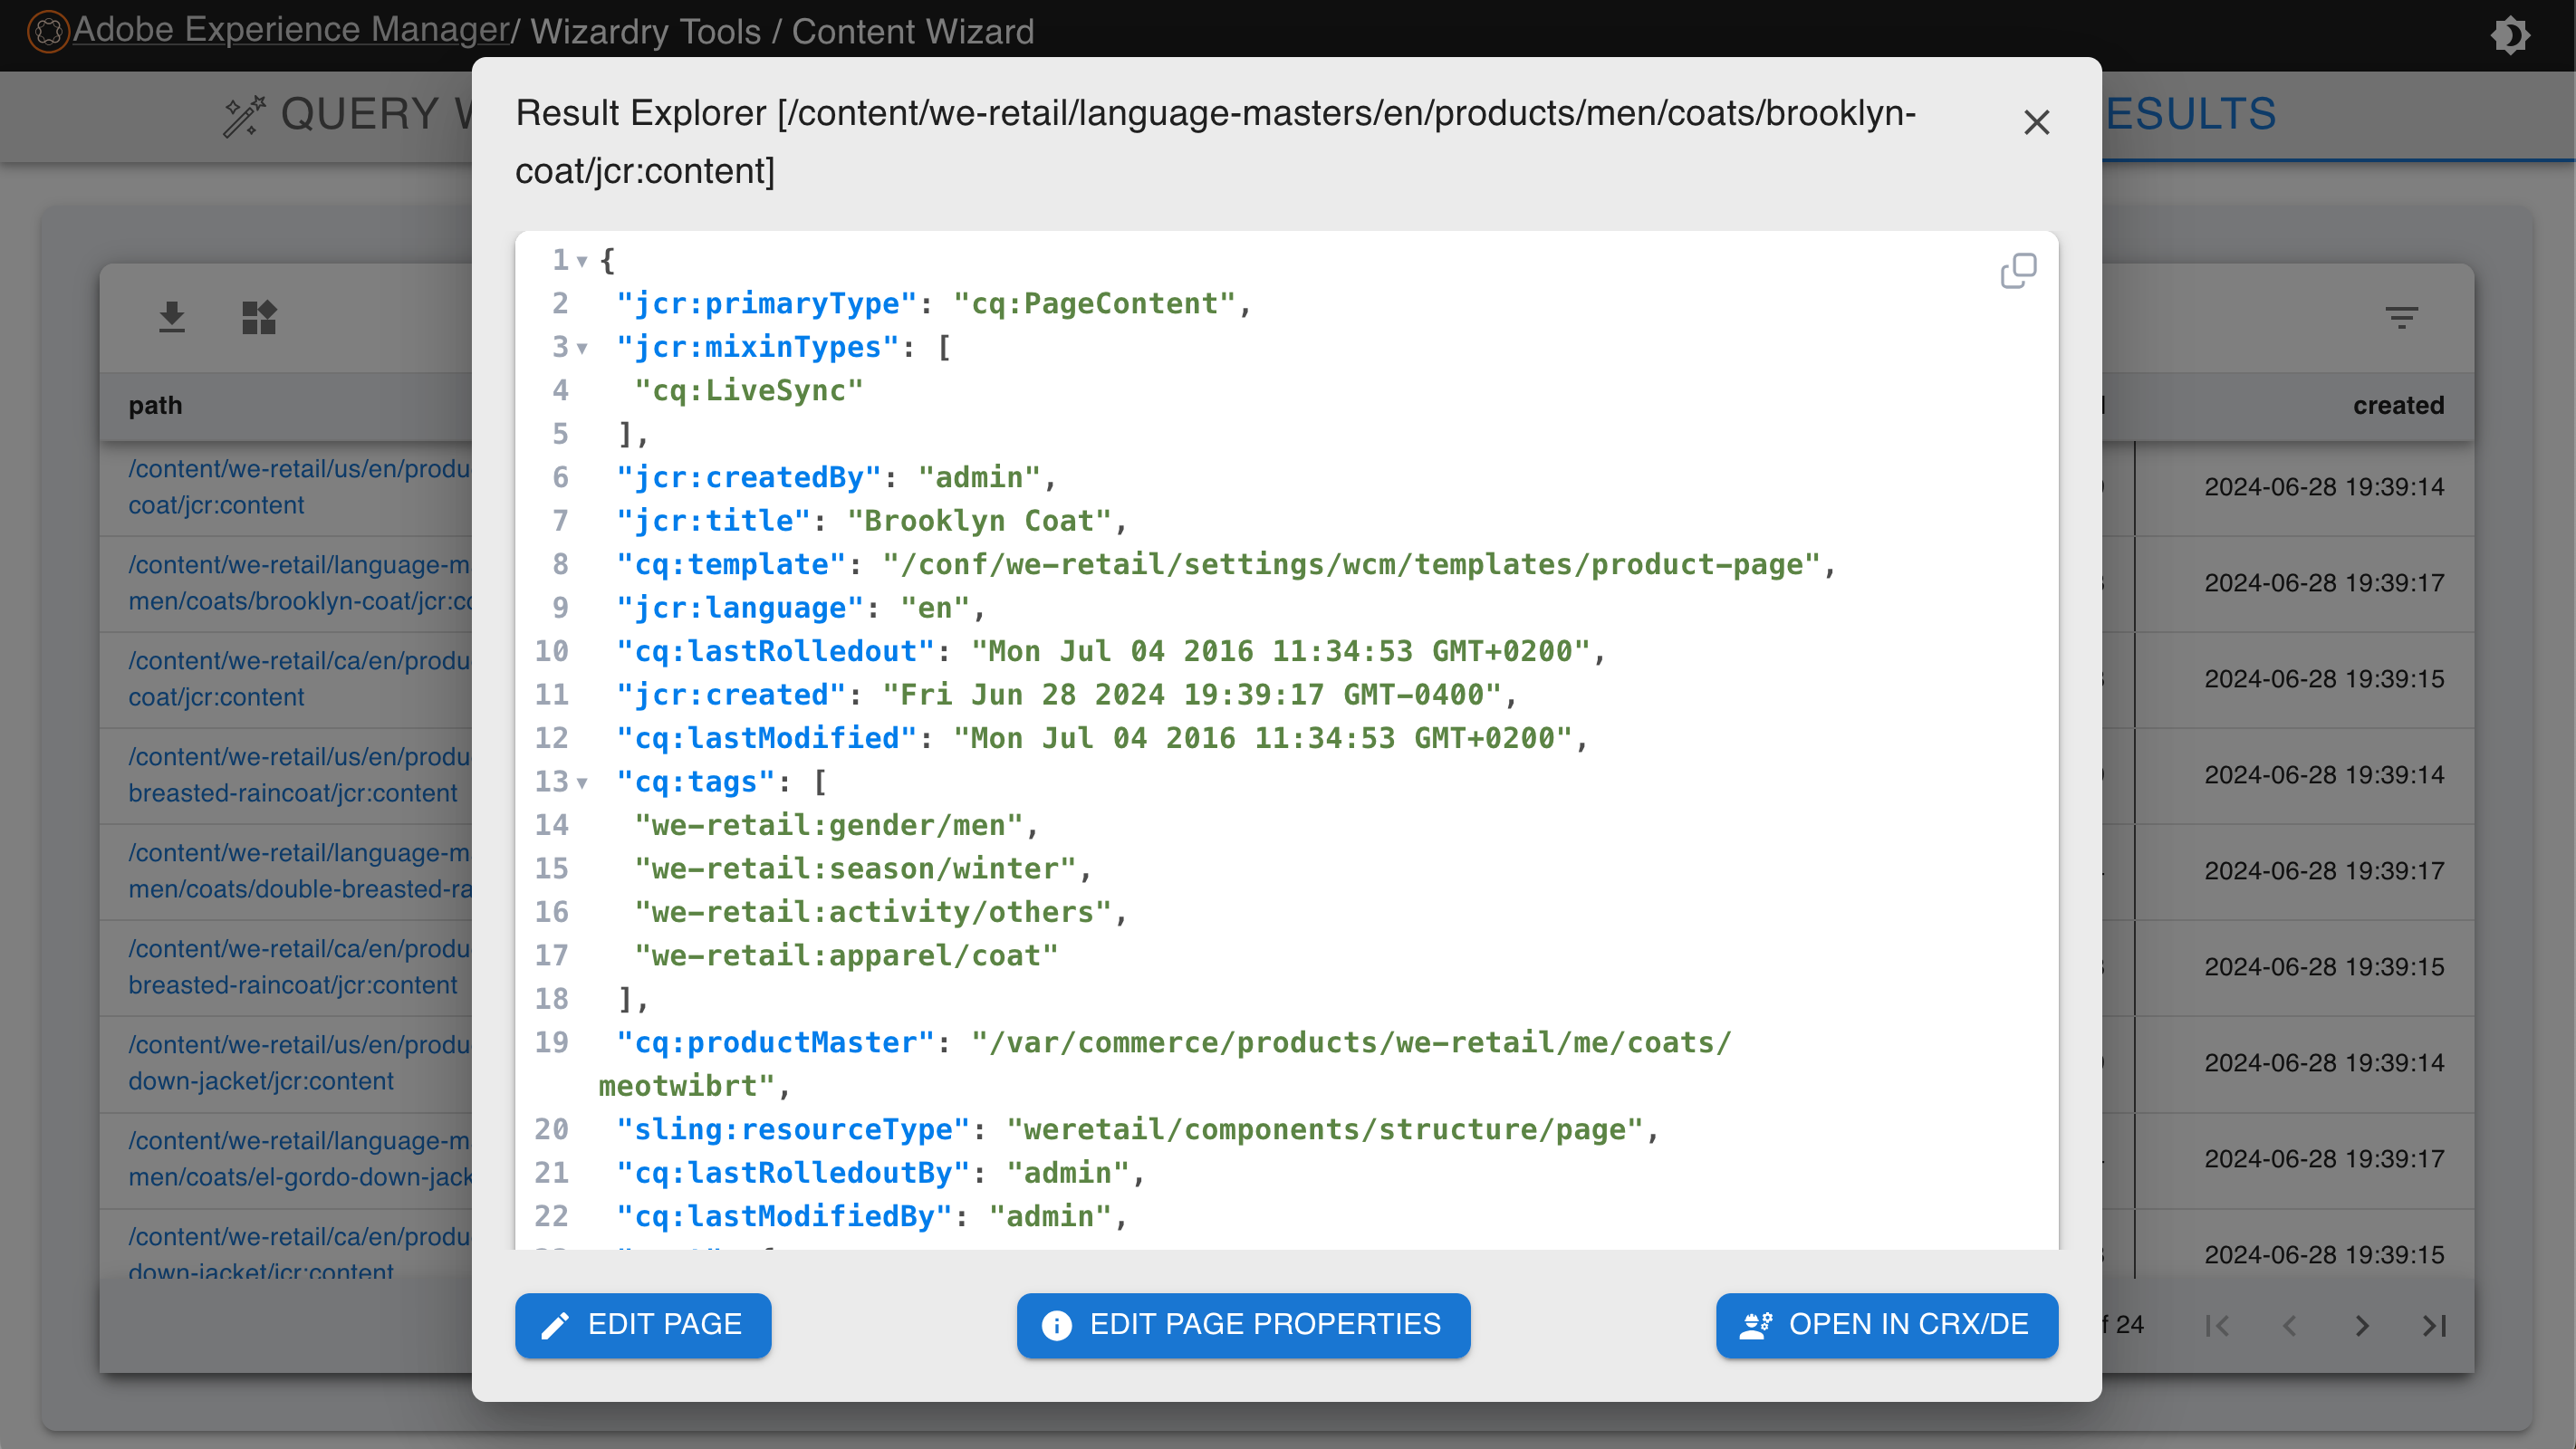 Adobe Experience Manager/ Wizardry Tools / Content Wizard
QUERY
ESULTS
Result Explorer [/content/we-retail/language-masters/en/products/men/coats/brooklyn-
coat/jcr:content]
1 {
2 "jcr:primaryType": "cq:PageContent",
3 "jcr:mixinTypes": [
4 "cq:LiveSync"
5 ],
6 "jcr:createdBy": "admin",
7 "jcr:title": "Brooklyn Coat",
8 "cq:template": "/conf/we-retail/settings/wcm/templates/product-page",
9 "jcr:language": "en",
10 "cq:lastRolledout": "Mon Jul 04 2016 11:34:53 GMT+0200",
11 "jcr:created": "Fri Jun 28 2024 19:39:17 GMT-0400",
12 "cq:lastModified": "Mon Jul 04 2016 11:34:53 GMT+0200",
13 "cq:tags": [
14 "we-retail:gender/men",
15 "we-retail:season/winter",
16 "we-retail:activity/others",
17 "we-retail:apparel/coat"
18 ],
19 "cq:productMaster": "/var/commerce/products/we-retail/me/coats/
meotwibrt",
20 "sling:resourceType": "weretail/components/structure/page",
21 "cq:lastRolledoutBy": "admin",
22 "cq:lastModifiedBy": "admin",
EDIT PAGE
EDIT PAGE PROPERTIES
OPEN IN CRX/DE
path
created
/content/we-retail/us/en/produ
coat/jcr:content
2024-06-28 19:39:14
/content/we-retail/language-m
men/coats/brooklyn-coat/jcr:co
2024-06-28 19:39:17
/content/we-retail/ca/en/produ
coat/jcr:content
2024-06-28 19:39:15
/content/we-retail/us/en/produ
breasted-raincoat/jcr:content
2024-06-28 19:39:14
/content/we-retail/language-m
men/coats/double-breasted-ra
2024-06-28 19:39:17
/content/we-retail/ca/en/produ
breasted-raincoat/jcr:content
2024-06-28 19:39:15
/content/we-retail/us/en/produ
down-jacket/jcr:content
2024-06-28 19:39:14
/content/we-retail/language-m
men/coats/el-gordo-down-jack
2024-06-28 19:39:17
/content/we-retail/ca/en/produ
down-jacket/jcr:content
2024-06-28 19:39:15
f 24